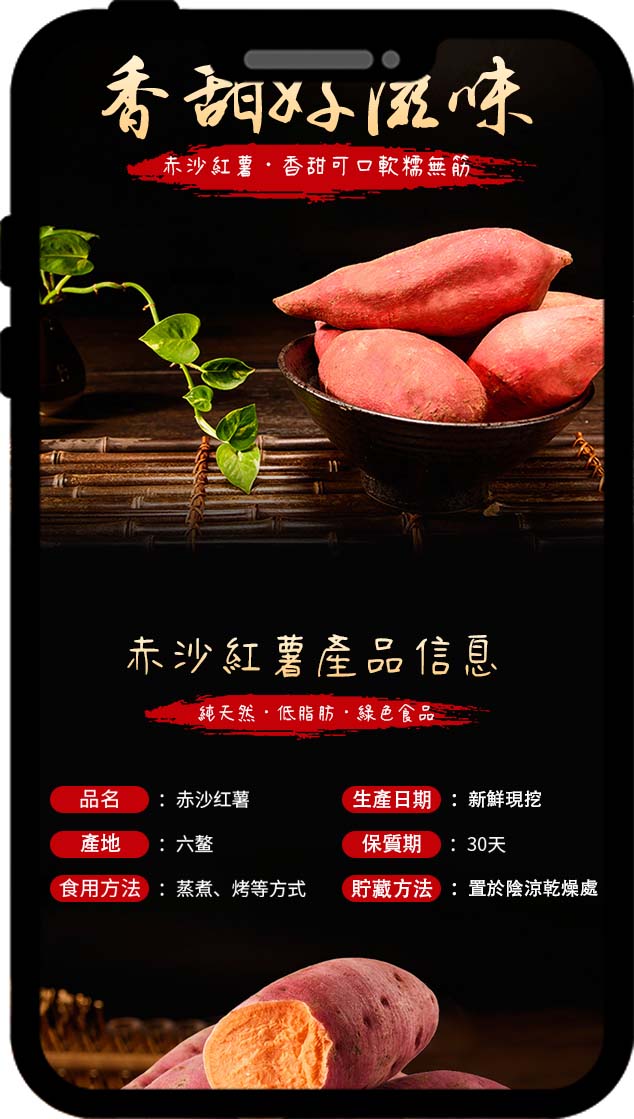 香甜好滋味
赤沙紅薯·香甜可口軟糯無筋
赤沙紅薯產品信息
純天然·低脂肪·綠色食品
品名：赤沙红薯
生產日期：新鮮現挖
產地：六鳌
保質期：30天
食用方法：蒸煮、烤等方式
貯藏方法：置於陰涼乾燥處